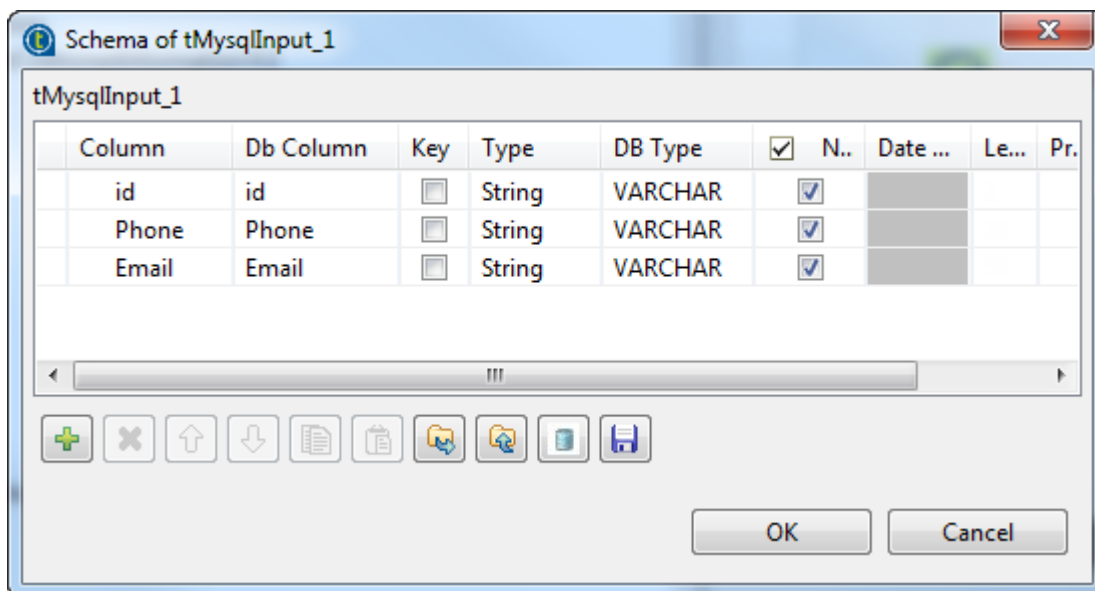 Schema of tMysqlInput_1
tMysqlInput_1
Column Db Column Key Type DB Type N.. Date ... Le... Pr.
id id String VARCHAR
Phone Phone String VARCHAR
Email Email String VARCHAR
OK Cancel